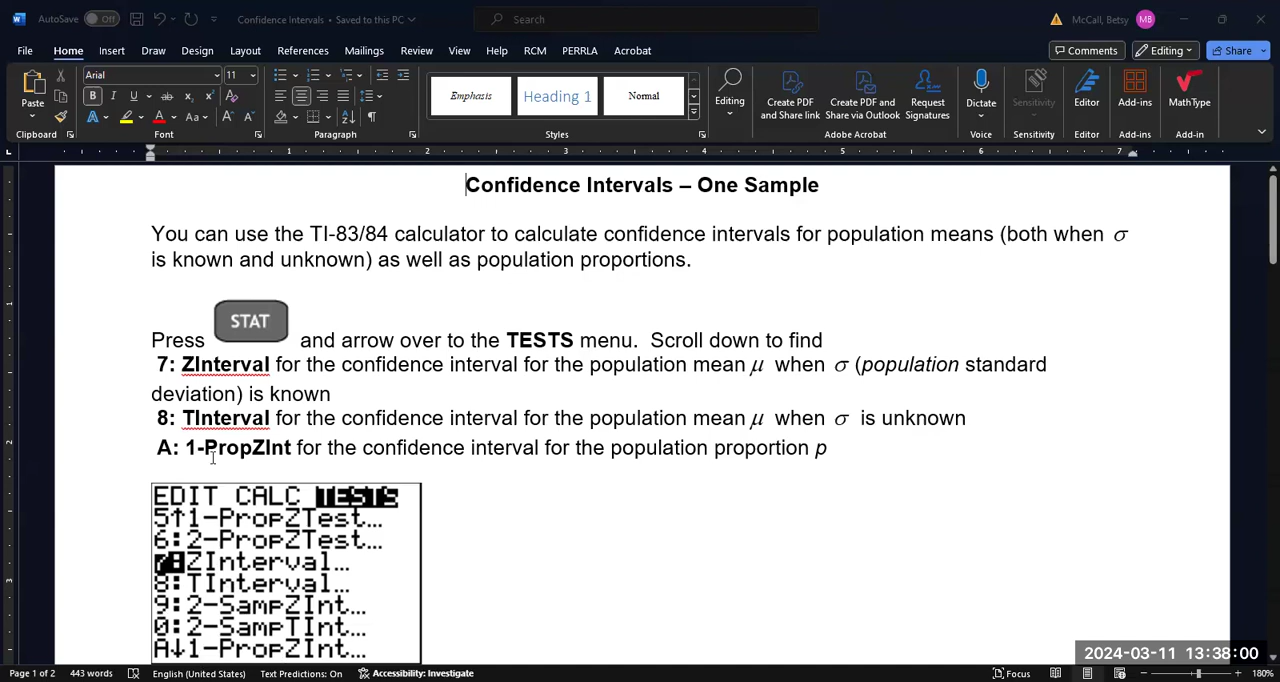 AutoSave Off Confidence Intervals • Saved to this PC Search McCall, Betsy MB
File Home Insert Draw Design Layout References Mailings Review View Help RCM PERRLA Acrobat Comments Editing Share
Paste Arial 11 Emphasis Heading 1 Normal Editing Create PDF and Share link Create PDF and Share via Outlook Request Signatures Dictate Sensitivity Editor Add-ins MathType
Clipboard Font Paragraph Styles Adobe Acrobat Voice Sensitivity Editor Add-ins Add-in
1 2 3 4 5 6 7
Confidence Intervals – One Sample
You can use the TI-83/84 calculator to calculate confidence intervals for population means (both when σ
is known and unknown) as well as population proportions.
Press STAT and arrow over to the TESTS menu. Scroll down to find
7: ZInterval for the confidence interval for the population mean μ when σ (population standard
deviation) is known
8: TInterval for the confidence interval for the population mean μ when σ is unknown
A: 1-PropZInt for the confidence interval for the population proportion p
EDIT CALC TESTS
5↑1-PropZTest…
6:2-PropZTest…
7:ZInterval…
8:TInterval…
9:2-SampZInt…
0:2-SampTInt…
A↓1-PropZInt…
2024-03-11 13:38:00
Page 1 of 2 443 words English (United States) Text Predictions: On Accessibility: Investigate Focus 180%